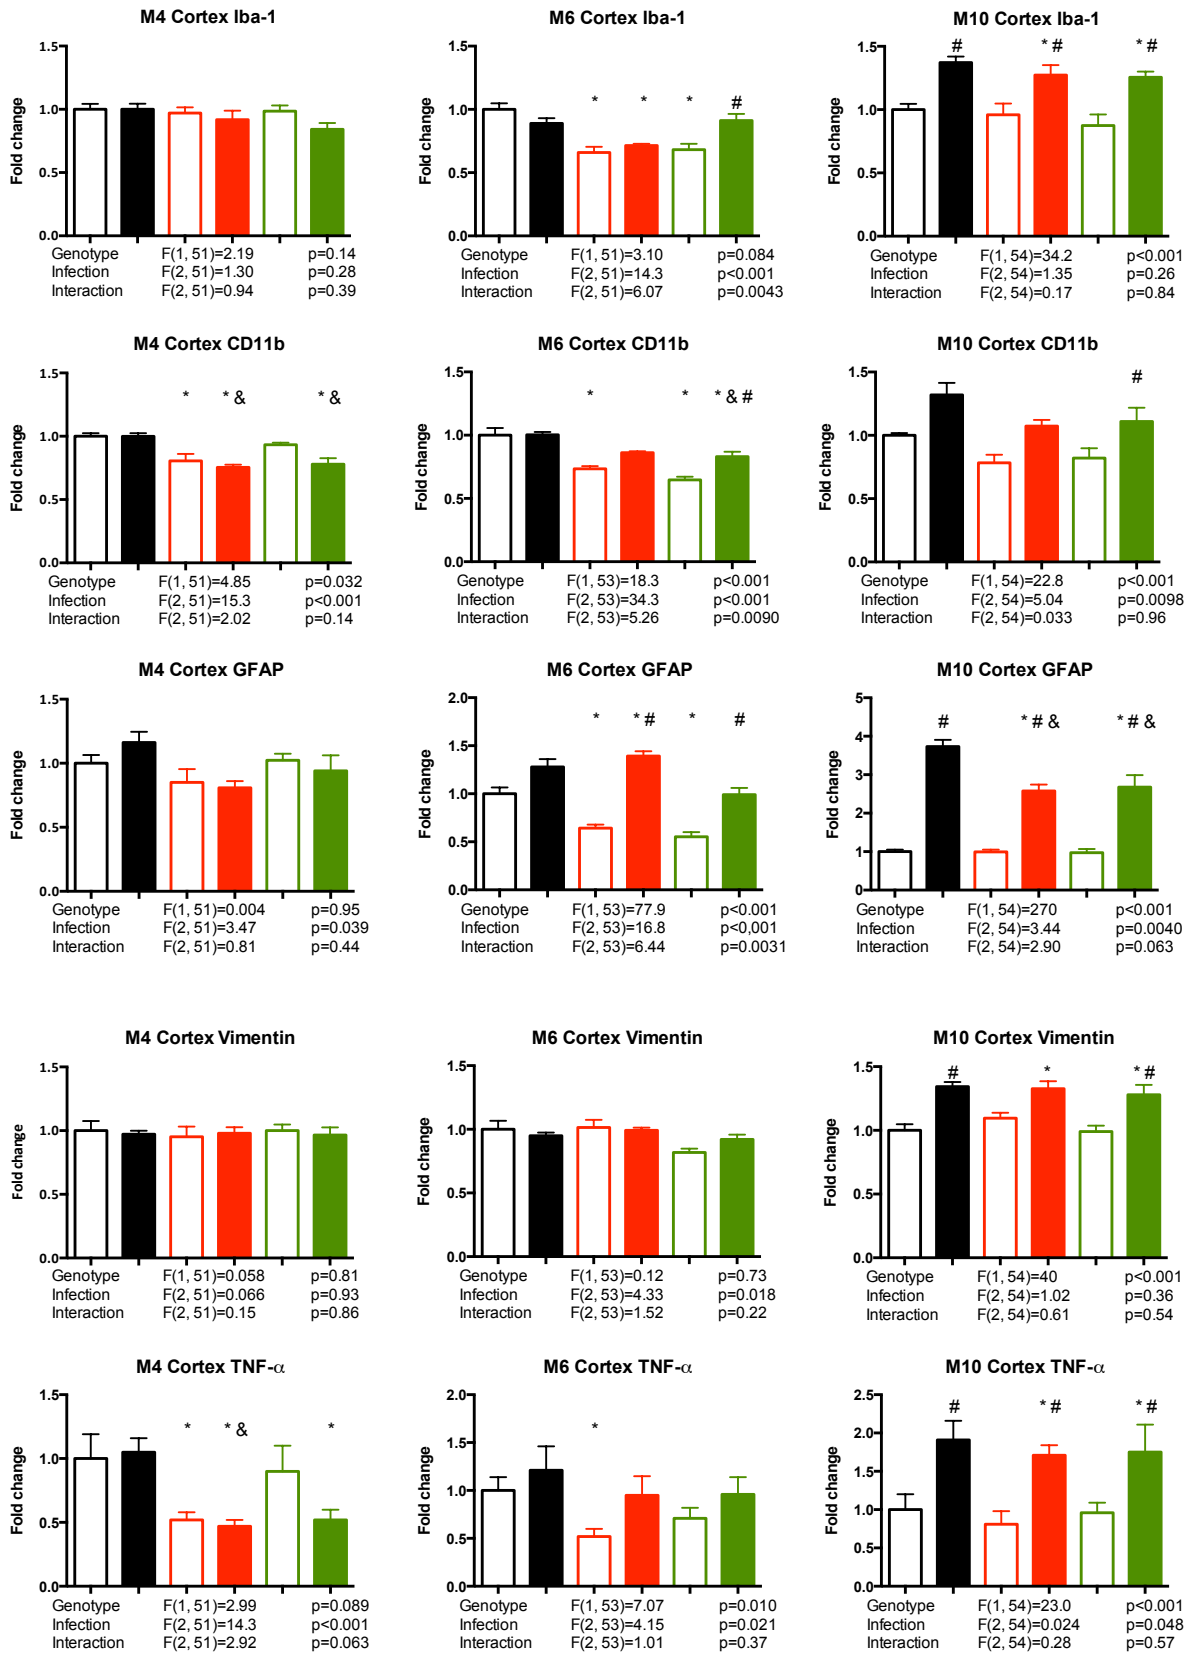 M4 Cortex Iba-1
1.5
1.0
0.5
0.0
Fold change
Genotype F(1, 51)=2.19 p=0.14
Infection F(2, 51)=1.30 p=0.28
Interaction F(2, 51)=0.94 p=0.39
M6 Cortex Iba-1
1.5
1.0
0.5
0.0
Fold change
* * * #
Genotype F(1, 51)=3.10 p=0.084
Infection F(2, 51)=14.3 p<0.001
Interaction F(2, 51)=6.07 p=0.0043
M10 Cortex Iba-1
1.5
1.0
0.5
0.0
Fold change
# * # * #
Genotype F(1, 54)=34.2 p<0.001
Infection F(2, 54)=1.35 p=0.26
Interaction F(2, 54)=0.17 p=0.84
M4 Cortex CD11b
1.5
1.0
0.5
0.0
Fold change
* * & * &
Genotype F(1, 51)=4.85 p=0.032
Infection F(2, 51)=15.3 p<0.001
Interaction F(2, 51)=2.02 p=0.14
M6 Cortex CD11b
1.5
1.0
0.5
0.0
Fold change
* * * & #
Genotype F(1, 53)=18.3 p<0.001
Infection F(2, 53)=34.3 p<0.001
Interaction F(2, 53)=5.26 p=0.0090
M10 Cortex CD11b
1.5
1.0
0.5
0.0
Fold change
#
Genotype F(1, 54)=22.8 p<0.001
Infection F(2, 54)=5.04 p=0.0098
Interaction F(2, 54)=0.033 p=0.96
M4 Cortex GFAP
1.5
1.0
0.5
0.0
Fold change
Genotype F(1, 51)=0.004 p=0.95
Infection F(2, 51)=3.47 p=0.039
Interaction F(2, 51)=0.81 p=0.44
M6 Cortex GFAP
2.0
1.5
1.0
0.5
0.0
Fold change
* * # * #
Genotype F(1, 53)=77.9 p<0.001
Infection F(2, 53)=16.8 p<0,001
Interaction F(2, 53)=6.44 p=0.0031
M10 Cortex GFAP
5
4
3
2
1
0
Fold change
# * # & * # &
Genotype F(1, 54)=270 p<0.001
Infection F(2, 54)=3.44 p=0.0040
Interaction F(2, 54)=2.90 p=0.063
M4 Cortex Vimentin
1.5
1.0
0.5
0.0
Fold change
Genotype F(1, 51)=0.058 p=0.81
Infection F(2, 51)=0.066 p=0.93
Interaction F(2, 51)=0.15 p=0.86
M6 Cortex Vimentin
1.5
1.0
0.5
0.0
Fold change
Genotype F(1, 53)=0.12 p=0.73
Infection F(2, 53)=4.33 p=0.018
Interaction F(2, 53)=1.52 p=0.22
M10 Cortex Vimentin
1.5
1.0
0.5
0.0
Fold change
# * * #
Genotype F(1, 54)=40 p<0.001
Infection F(2, 54)=1.02 p=0.36
Interaction F(2, 54)=0.61 p=0.54
M4 Cortex TNF-α
1.5
1.0
0.5
0.0
Fold change
* * & *
Genotype F(1, 51)=2.99 p=0.089
Infection F(2, 51)=14.3 p<0.001
Interaction F(2, 51)=2.92 p=0.063
M6 Cortex TNF-α
2.0
1.5
1.0
0.5
0.0
Fold change
*
Genotype F(1, 53)=7.07 p=0.010
Infection F(2, 53)=4.15 p=0.021
Interaction F(2, 53)=1.01 p=0.37
M10 Cortex TNF-α
2.5
2.0
1.5
1.0
0.5
0.0
Fold change
# * # * #
Genotype F(1, 54)=23.0 p<0.001
Infection F(2, 54)=0.024 p=0.048
Interaction F(2, 54)=0.28 p=0.57